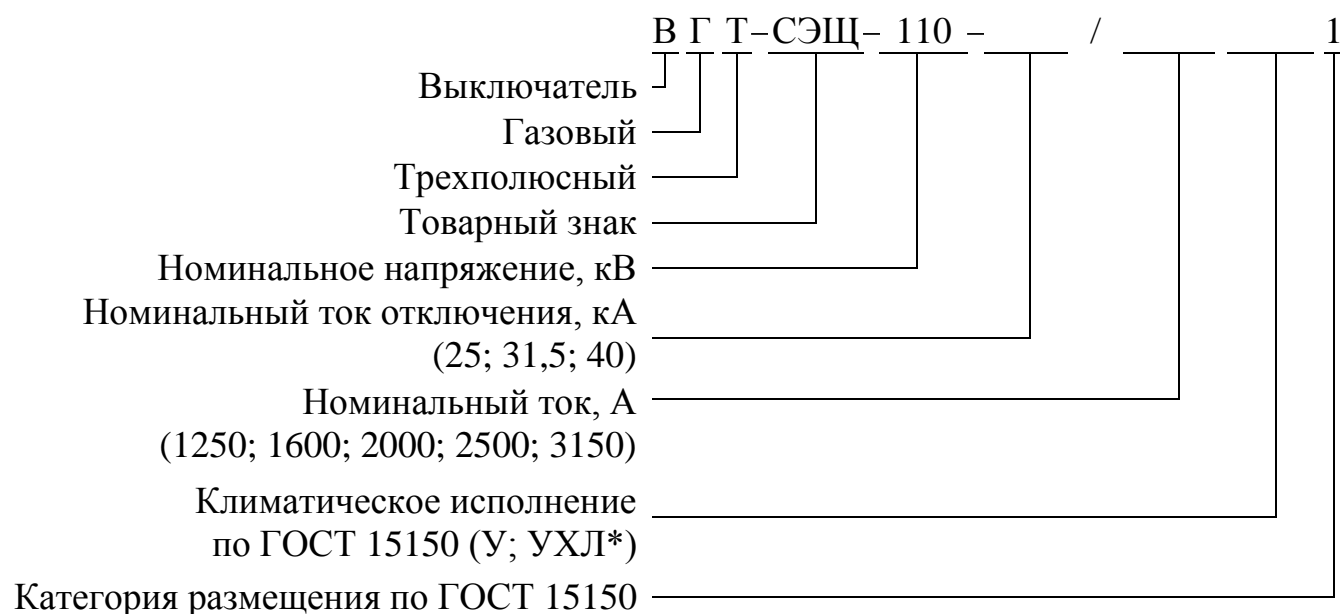 В Г Т–СЭЩ– 110 – / 1
Выключатель
Газовый
Трехполюсный
Товарный знак
Номинальное напряжение, кВ
Номинальный ток отключения, кА
(25; 31,5; 40)
Номинальный ток, А
(1250; 1600; 2000; 2500; 3150)
Климатическое исполнение
по ГОСТ 15150 (У; УХЛ*)
Категория размещения по ГОСТ 15150